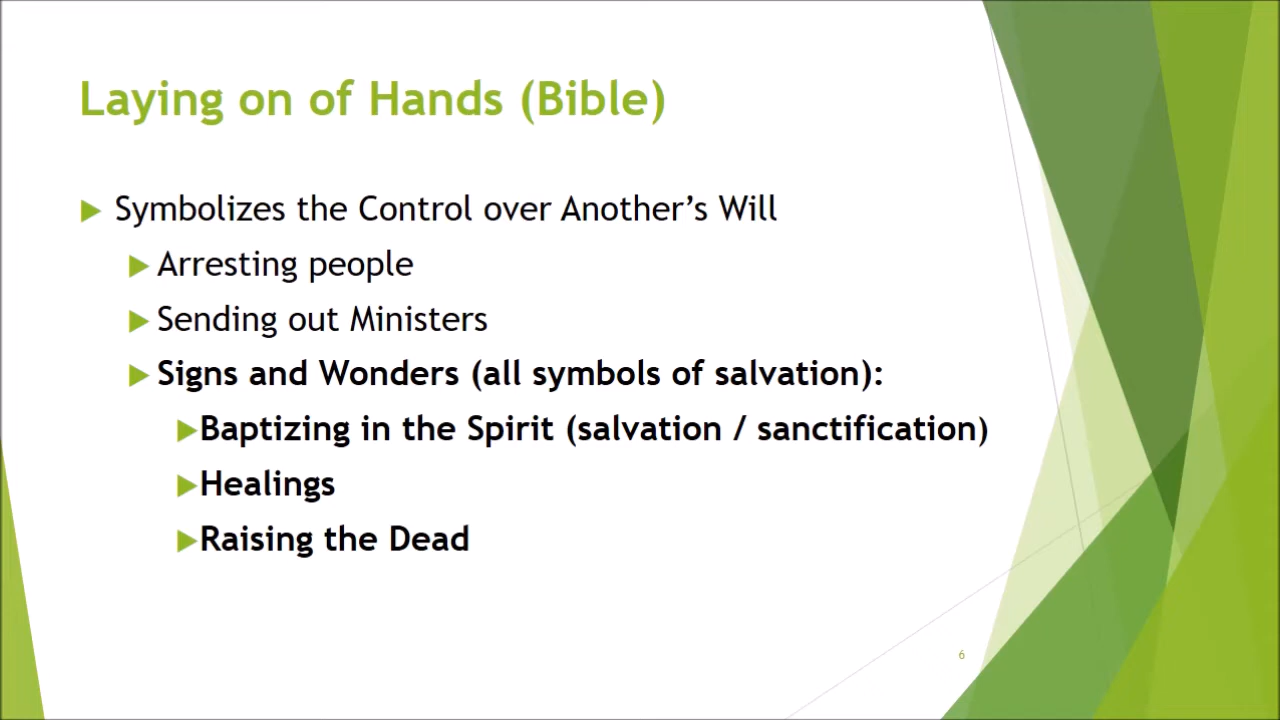 Laying on of Hands (Bible)
Symbolizes the Control over Another’s Will
Arresting people
Sending out Ministers
Signs and Wonders (all symbols of salvation):
Baptizing in the Spirit (salvation / sanctification)
Healings
Raising the Dead
6